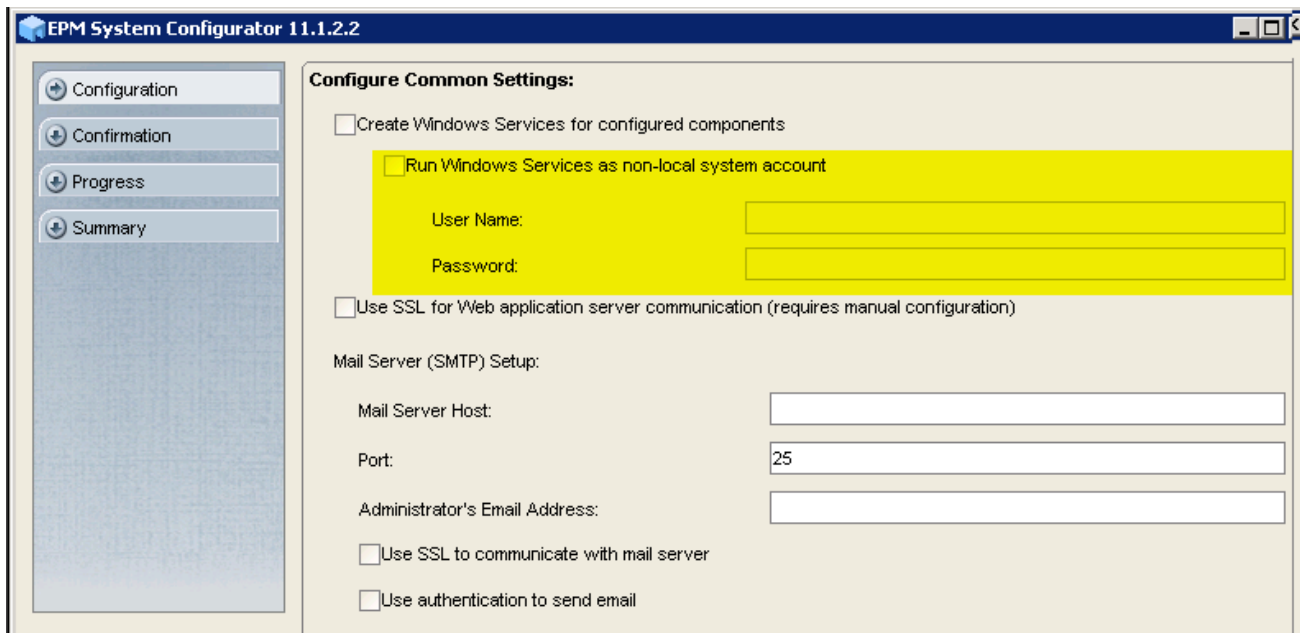 EPM System Configurator 11.1.2.2
Configuration
Confirmation
Progress
Summary
Configure Common Settings:
Create Windows Services for configured components
Run Windows Services as non-local system account
User Name:
Password:
Use SSL for Web application server communication (requires manual configuration)
Mail Server (SMTP) Setup:
Mail Server Host:
Port: 25
Administrator's Email Address:
Use SSL to communicate with mail server
Use authentication to send email